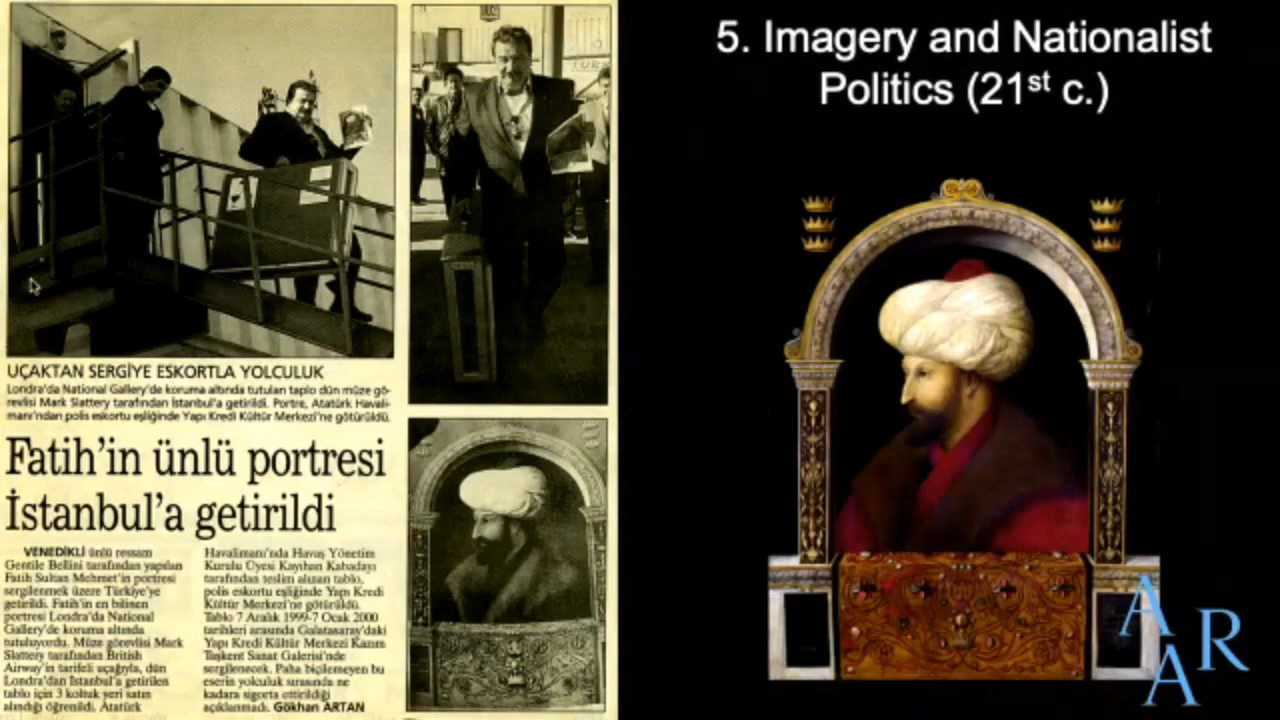 UÇAKTAN SERGİYE ESKORTLA YOLCULUK
Londra'da National Gallery'de koruma altında tutulan taplo dün müze gö-
revlisi Mark Slattery tarafından İstanbul'a getirildi. Portre, Atatürk Havali-
manı'ndan polis eskortu eşliğinde Yapı Kredi Kültür Merkezi'ne götürüldü.
Fatih'in ünlü portresi
İstanbul'a getirildi
VENEDİKLİ ünlü ressam
Gentile Bellini tarafından yapılan
Fatih Sultan Mehmet'in portresi
sergilenmek üzere Türkiye'ye
getirildi. Fatih'in en bilinen
portresi Londra'da National
Gallery'de koruma altında
tutuluyordu. Müze görevlisi Mark
Slattery tarafından British
Airway'in tarifeli uçağıyla, dün
Londra'dan İstanbul'a getirilen
tablo için 3 koltuk yeri satın
alındığı öğrenildi. Atatürk
Havalimanı'nda Havaş Yönetim
Kurulu Üyesi Kayıhan Kabadayı
tarafından teslim alınan tablo,
polis eskortu eşliğinde Yapı Kredi
Kültür Merkezi'ne götürüldü.
Tablo 7 Aralık 1999-7 Ocak 2000
tarihleri arasında Galatasaray'daki
Yapı Kredi Kültür Merkezi Kazım
Taşkent Sanat Galerisi'nde
sergilenecek. Paha biçilemeyen bu
eserin yolculuk sırasında ne
kadara sigorta ettirildiği
açıklanmadı. Gökhan ARTAN
5. Imagery and Nationalist
Politics (21st c.)
AAR